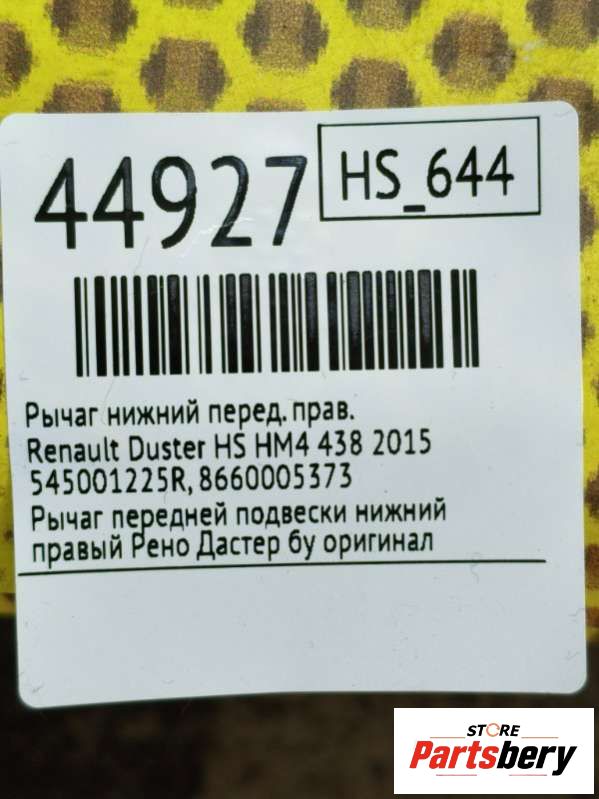 44927
HS_644
Рычаг нижний перед. прав.
Renault Duster HS HM4 438 2015
545001225R, 8660005373
Рычаг передней подвески нижний
правый Рено Дастер бу оригинал
STORE
Partsbery